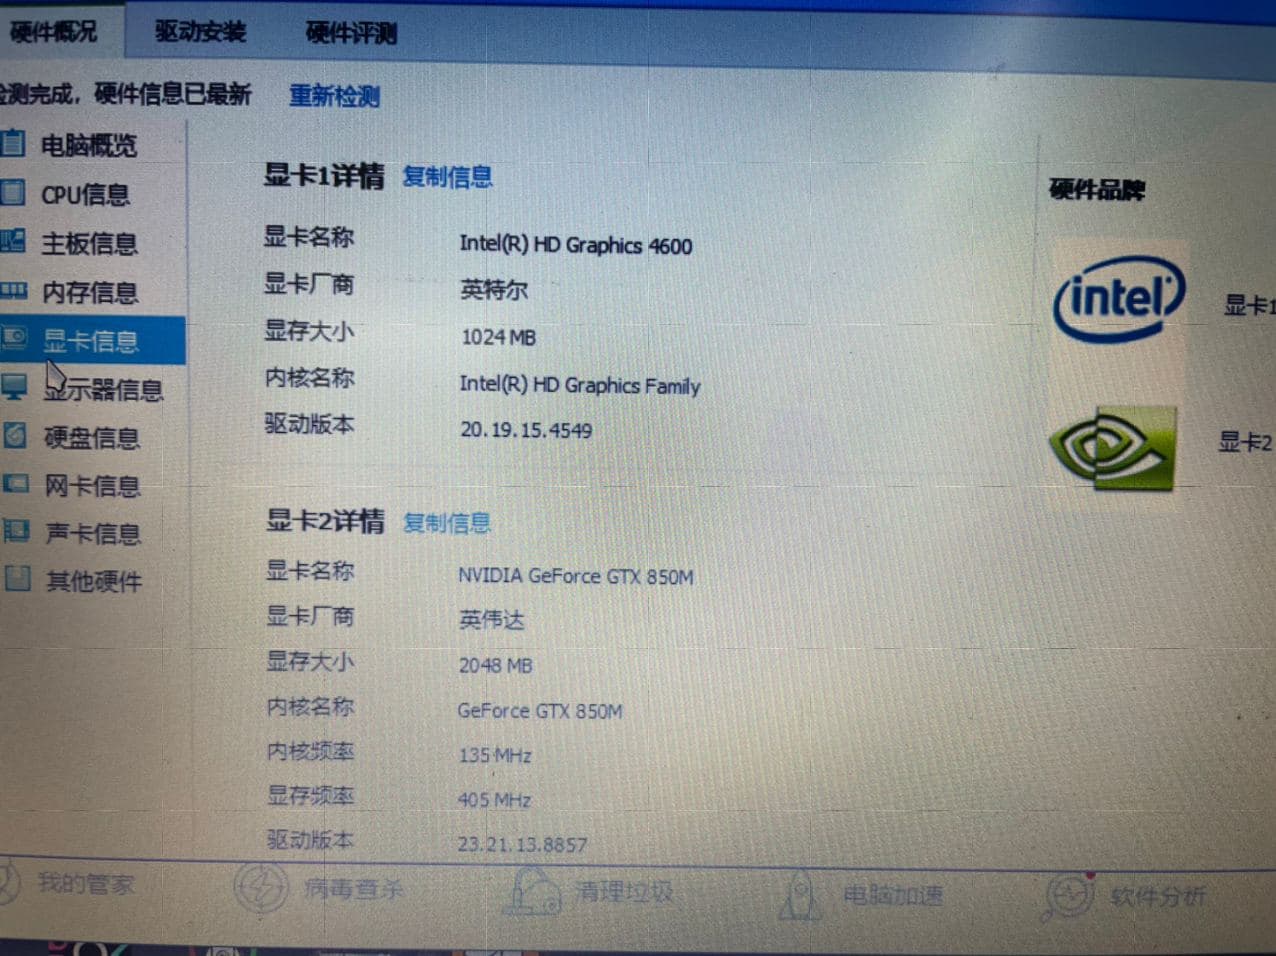 硬件概况 驱动安装 硬件评测
检测完成，硬件信息已最新 重新检测
电脑概览
CPU信息
主板信息
内存信息
显卡信息
显示器信息
硬盘信息
网卡信息
声卡信息
其他硬件
显卡1详情 复制信息
显卡名称 Intel(R) HD Graphics 4600
显卡厂商 英特尔
显存大小 1024 MB
内核名称 Intel(R) HD Graphics Family
驱动版本 20.19.15.4549
显卡2详情 复制信息
显卡名称 NVIDIA GeForce GTX 850M
显卡厂商 英伟达
显存大小 2048 MB
内核名称 GeForce GTX 850M
内核频率 135 MHz
显存频率 405 MHz
驱动版本 23.21.13.8857
硬件品牌
intel 显卡1
显卡2
我的管家 病毒查杀 清理垃圾 电脑加速 软件分析